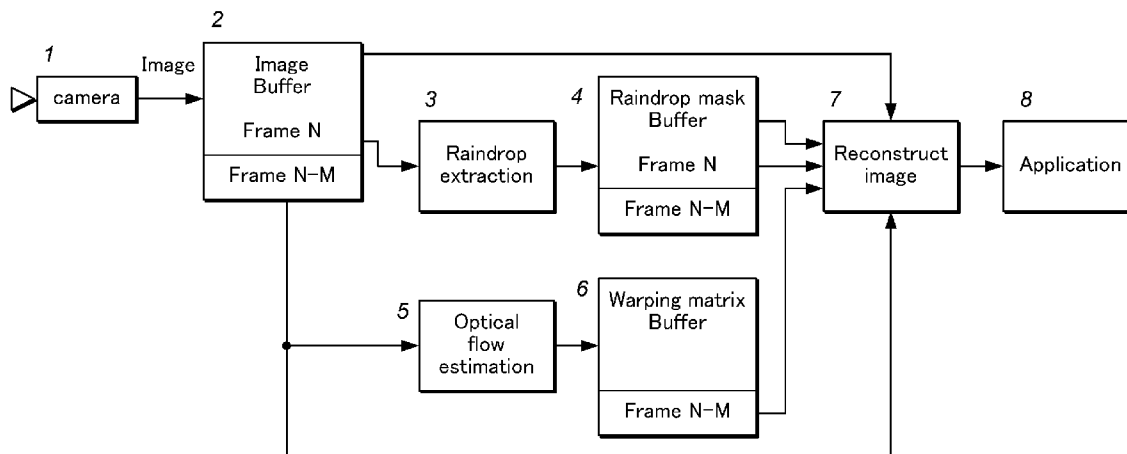 1
camera
Image
2
Image
Buffer
Frame N
Frame N-M
3
Raindrop
extraction
4
Raindrop mask
Buffer
Frame N
Frame N-M
5
Optical
flow
estimation
6
Warping matrix
Buffer
Frame N-M
7
Reconstruct
image
8
Application